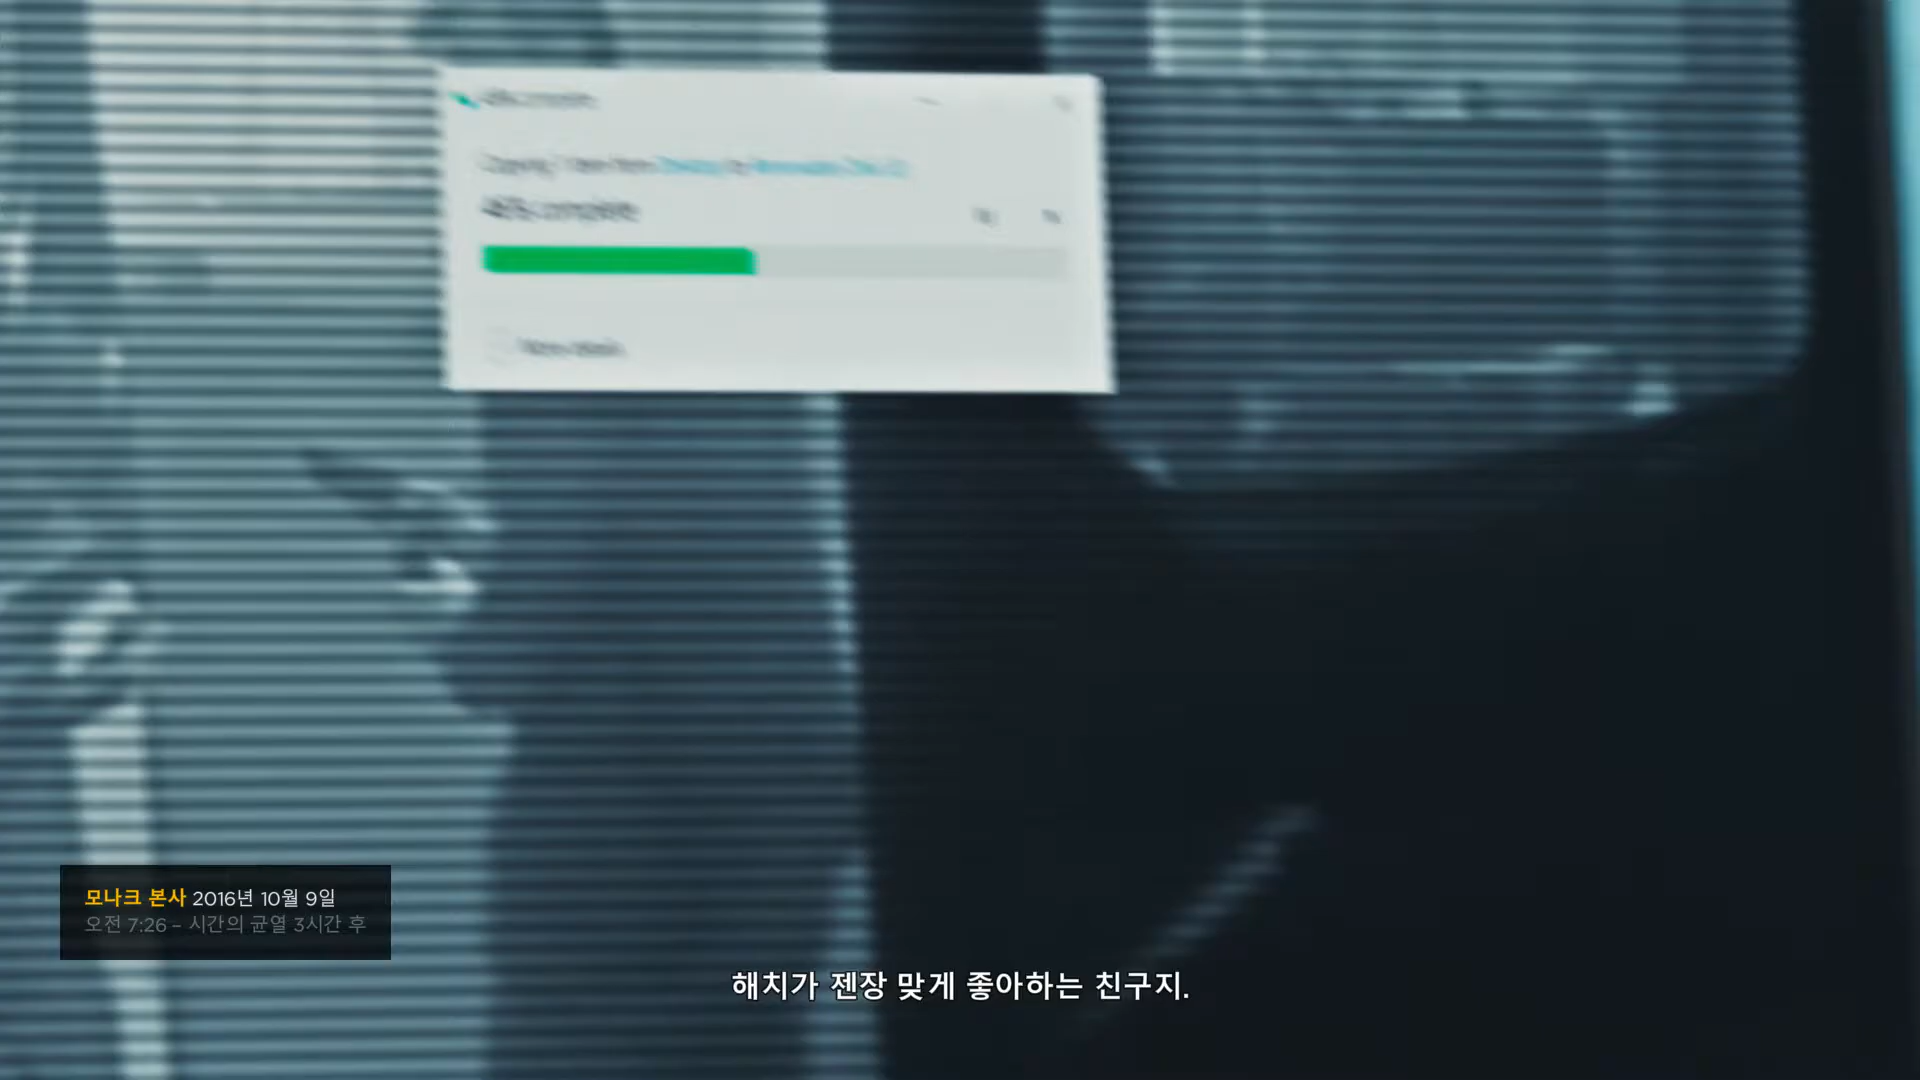 46% complete
모나크 본사 2016년 10월 9일
오전 7:26 – 시간의 균열 3시간 후
해치가 젠장 맞게 좋아하는 친구지.